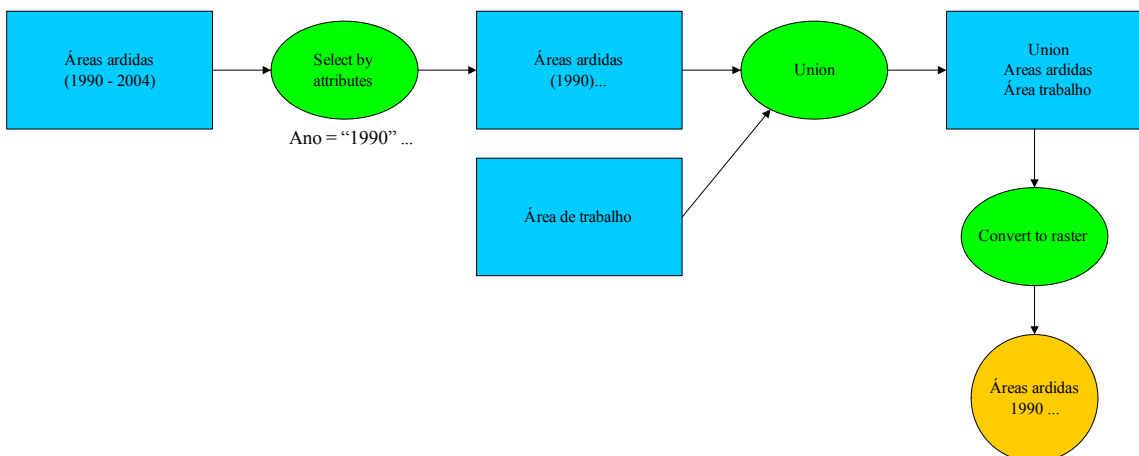 Áreas ardidas
(1990 - 2004)
Select by
attributes
Ano = “1990” ...
Áreas ardidas
(1990)...
Área de trabalho
Union
Union
Areas ardidas
Área trabalho
Convert to raster
Áreas ardidas
1990 ...